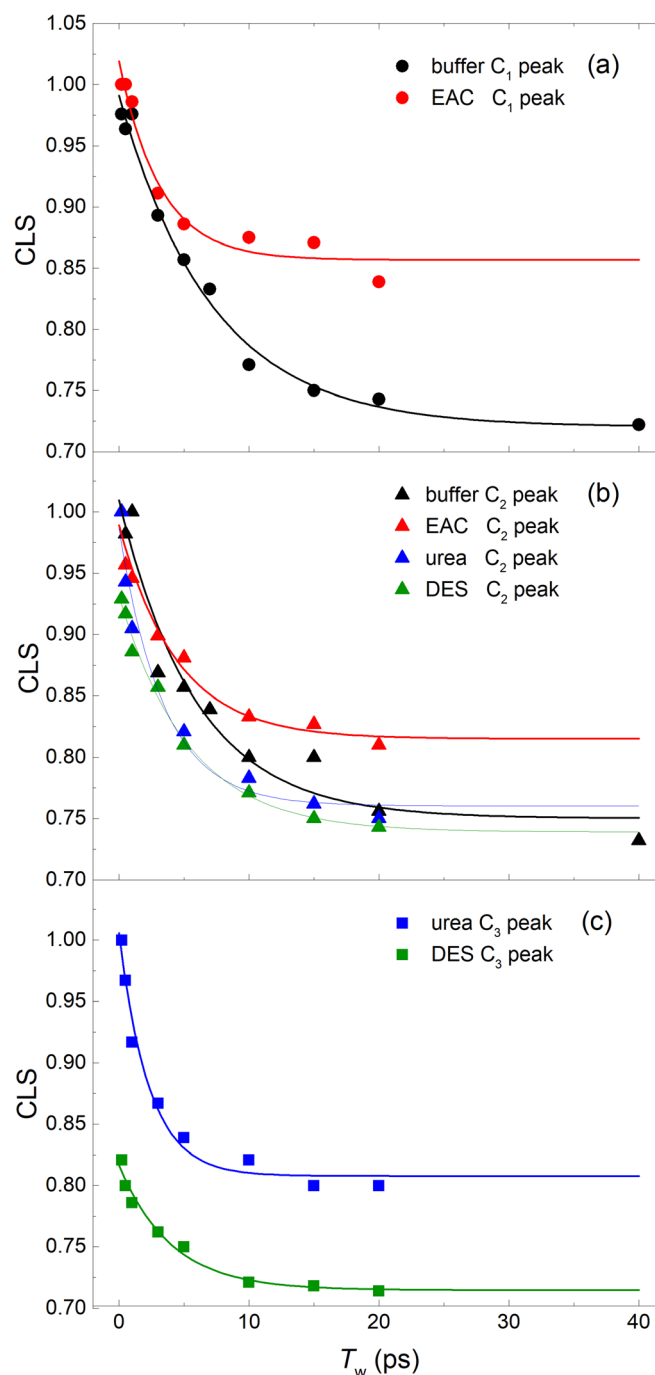 1.05
1.00
0.95
0.90
0.85
0.80
0.75
0.70
CLS
buffer C1 peak
EAC C1 peak
(a)
1.00
0.95
0.90
0.85
0.80
0.75
0.70
CLS
buffer C2 peak
EAC C2 peak
urea C2 peak
DES C2 peak
(b)
1.00
0.95
0.90
0.85
0.80
0.75
0.70
CLS
urea C3 peak
DES C3 peak
(c)
0 10 20 30 40
Tw (ps)